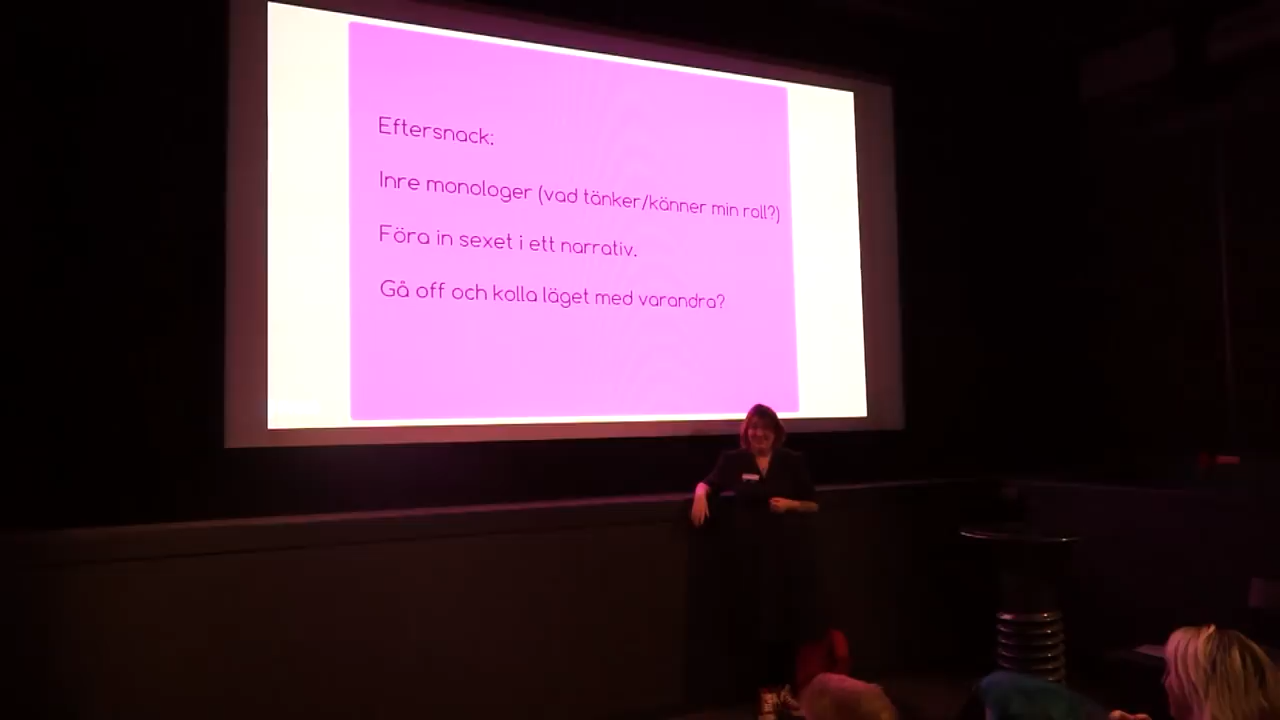 Eftersnack:
Inre monologer (vad tänker/känner min roll?)
Föra in sexet i ett narrativ.
Gå off och kolla läget med varandra?